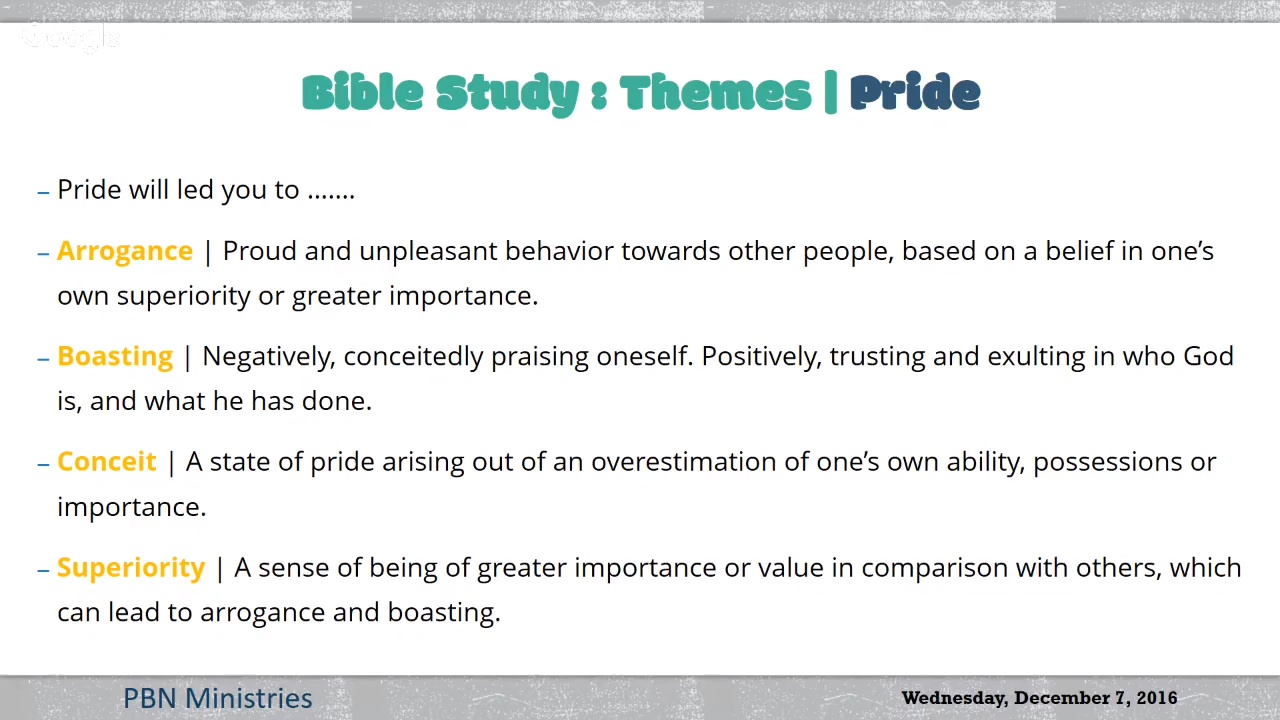 Google
Bible Study : Themes | Pride
– Pride will led you to .......
– Arrogance | Proud and unpleasant behavior towards other people, based on a belief in one’s
own superiority or greater importance.
– Boasting | Negatively, conceitedly praising oneself. Positively, trusting and exulting in who God
is, and what he has done.
– Conceit | A state of pride arising out of an overestimation of one’s own ability, possessions or
importance.
– Superiority | A sense of being of greater importance or value in comparison with others, which
can lead to arrogance and boasting.
PBN Ministries
Wednesday, December 7, 2016